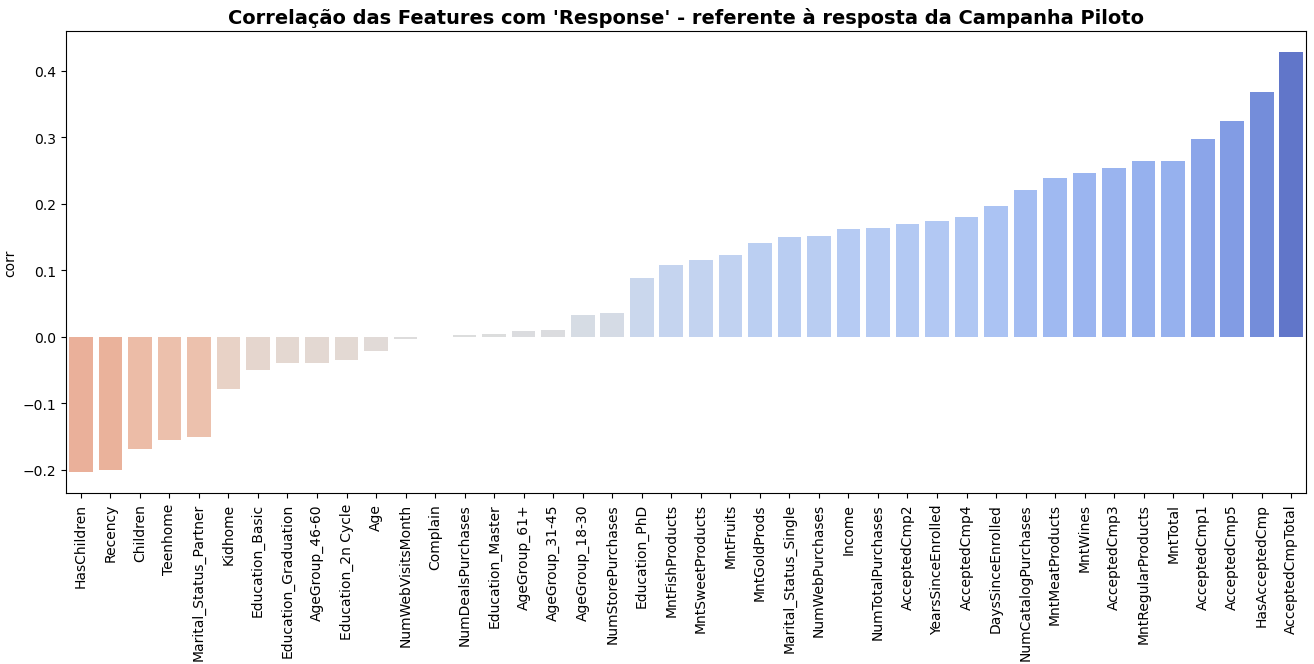 Correlação das Features com 'Response' - referente à resposta da Campanha Piloto
corr
0.4
0.3
0.2
0.1
0.0
−0.1
−0.2
HasChildren
Recency
Children
Teenhome
Marital_Status_Partner
Kidhome
Education_Basic
Education_Graduation
AgeGroup_46-60
Education_2n Cycle
Age
NumWebVisitsMonth
Complain
NumDealsPurchases
Education_Master
AgeGroup_61+
AgeGroup_31-45
AgeGroup_18-30
NumStorePurchases
Education_PhD
MntFishProducts
MntSweetProducts
MntFruits
MntGoldProds
Marital_Status_Single
NumWebPurchases
Income
NumTotalPurchases
AcceptedCmp2
YearsSinceEnrolled
AcceptedCmp4
DaysSinceEnrolled
NumCatalogPurchases
MntMeatProducts
MntWines
AcceptedCmp3
MntRegularProducts
MntTotal
AcceptedCmp1
AcceptedCmp5
HasAcceptedCmp
AcceptedCmpTotal